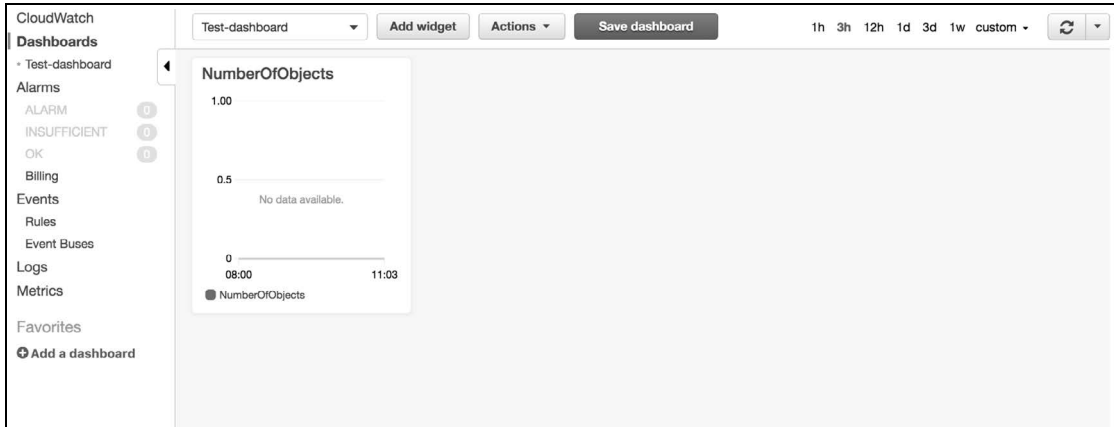 CloudWatch
Dashboards
Test-dashboard
Alarms
ALARM 0
INSUFFICIENT 0
OK 0
Billing
Events
Rules
Event Buses
Logs
Metrics
Favorites
Add a dashboard
Test-dashboard Add widget Actions Save dashboard 1h 3h 12h 1d 3d 1w custom
NumberOfObjects
1.00
0.5
No data available.
0
08:00 11:03
NumberOfObjects